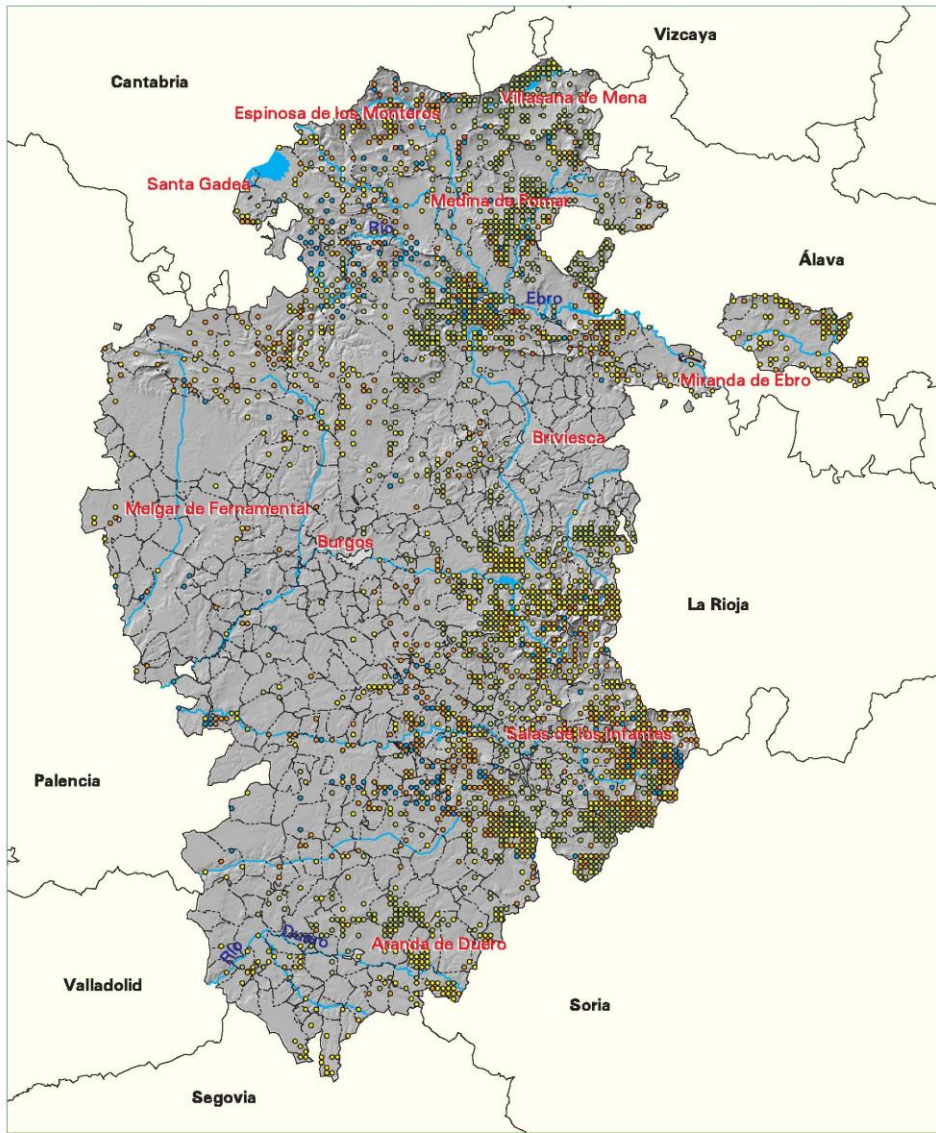 Vizcaya
Cantabria
Villasana de Mena
Espinosa de los Monteros
Santa Gadea
Medina de Pomar
Río
Álava
Ebro
Miranda de Ebro
Briviesca
Melgar de Fernamental
Burgos
La Rioja
Salas de los Infantes
Palencia
Duero
Río
Aranda de Duero
Valladolid
Soria
Segovia